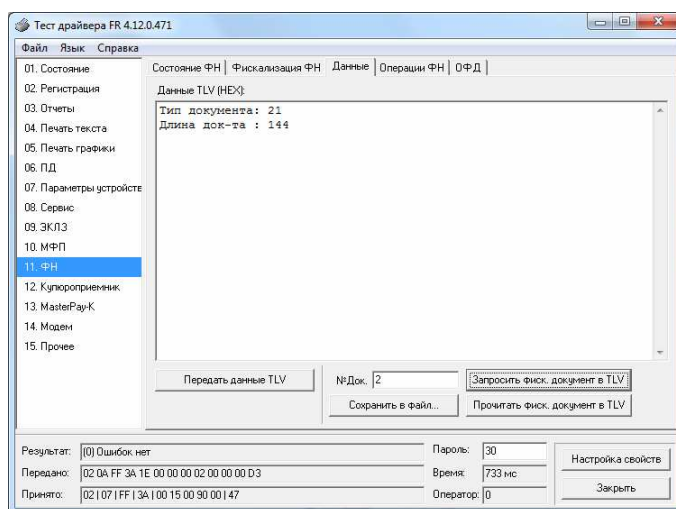 Тест драйвера FR 4.12.0.471
Файл Язык Справка
01. Состояние
02. Регистрация
03. Отчеты
04. Печать текста
05. Печать графики
06. ПД
07. Параметры устройств
08. Сервис
09. ЭКЛЗ
10. МФП
11. ФН
12. Купюроприемник
13. MasterPay-K
14. Модем
15. Прочее
Состояние ФН Фискализация ФН Данные Операции ФН ОФД
Данные TLV (HEX):
Тип документа: 21
Длина док-та : 144
Передать данные TLV №Док. 2 Запросить фиск. документ в TLV
Сохранить в файл... Прочитать фиск. документ в TLV
Результат: (0) Ошибок нет Пароль: 30
Передано: 02 0A FF 3A 1E 00 00 00 02 00 00 00 D3 Время: 733 мс
Принято: 02 | 07 | FF | 3A | 00 15 00 90 00 | 47 Оператор: 0
Настройка свойств
Закрыть